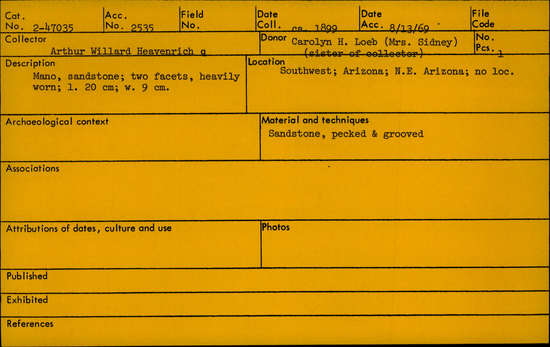 Cat. No. 2-47035 Acc. No. 2535 Field No. Date Coll. ca. 1899 Date Acc. 8/13/69 File Code
Collector Arthur Willard Heavenrich
Donor Carolyn H. Loeb (Mrs. Sidney) (sister of collector)
No. Pcs. 1
Description
Mano, sandstone; two facets, heavily
worn; l. 20 cm; w. 9 cm.
Location
Southwest; Arizona; N.E. Arizona; no loc.
Archaeological context
Material and techniques
Sandstone, pecked & grooved
Associations
Attributions of dates, culture and use
Photos
Published
Exhibited
References